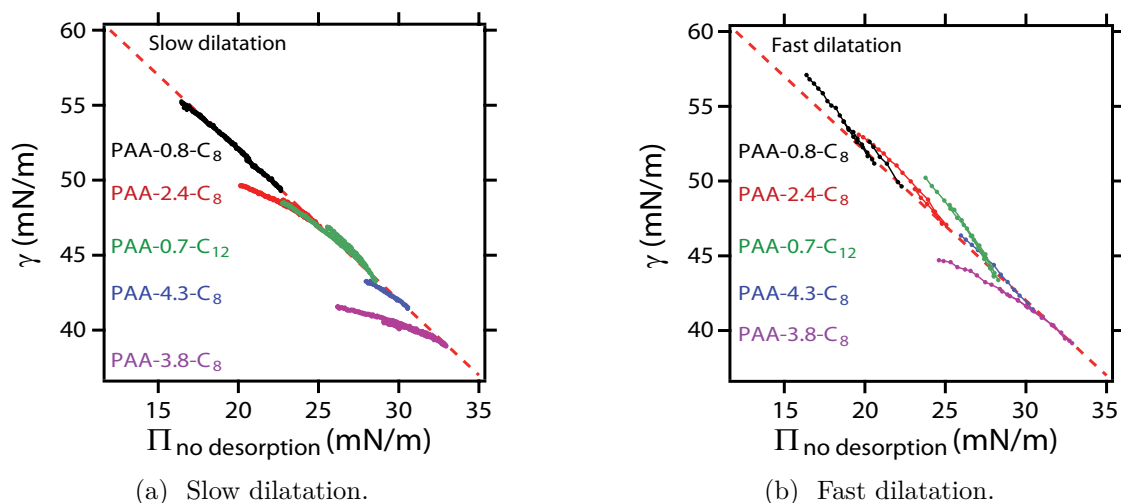 60
55
50
45
40
γ (mN/m)
Slow dilatation
PAA-0.8-C₈
PAA-2.4-C₈
PAA-0.7-C₁₂
PAA-4.3-C₈
PAA-3.8-C₈
15 20 25 30 35
Π no desorption (mN/m)
(a) Slow dilatation.
60
55
50
45
40
γ (mN/m)
Fast dilatation
PAA-0.8-C₈
PAA-2.4-C₈
PAA-0.7-C₁₂
PAA-4.3-C₈
PAA-3.8-C₈
15 20 25 30 35
Π no desorption (mN/m)
(b) Fast dilatation.